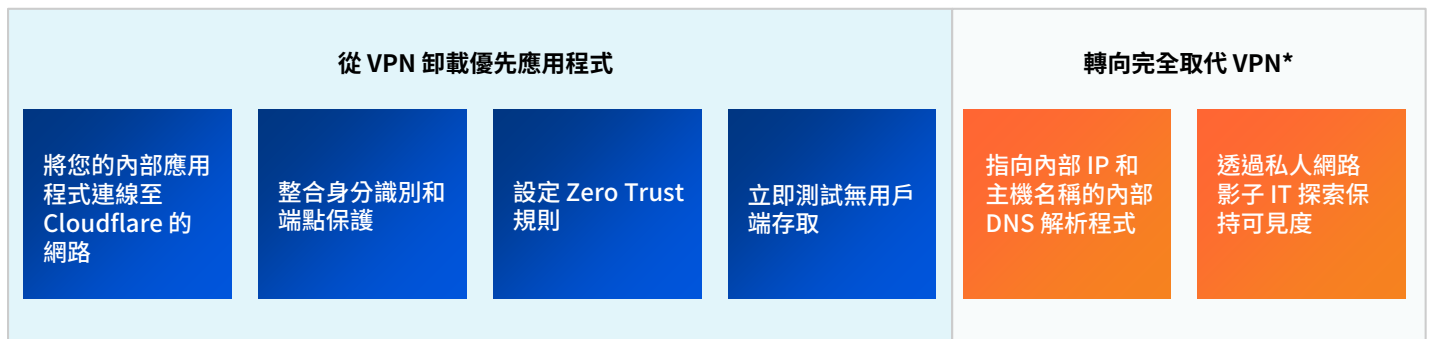 從 VPN 卸載優先應用程式
轉向完全取代 VPN*
將您的內部應用
程式連線至
Cloudflare 的
網路
整合身分識別和
端點保護
設定 Zero Trust
規則
立即測試無用戶
端存取
指向內部 IP 和
主機名稱的內部
DNS 解析程式
透過私人網路
影子 IT 探索保
持可見度